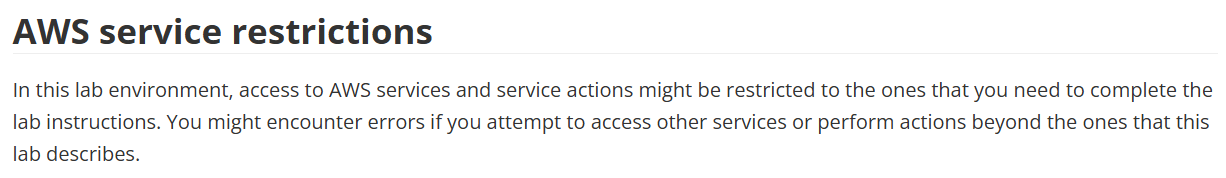 AWS service restrictions
In this lab environment, access to AWS services and service actions might be restricted to the ones that you need to complete the
lab instructions. You might encounter errors if you attempt to access other services or perform actions beyond the ones that this
lab describes.